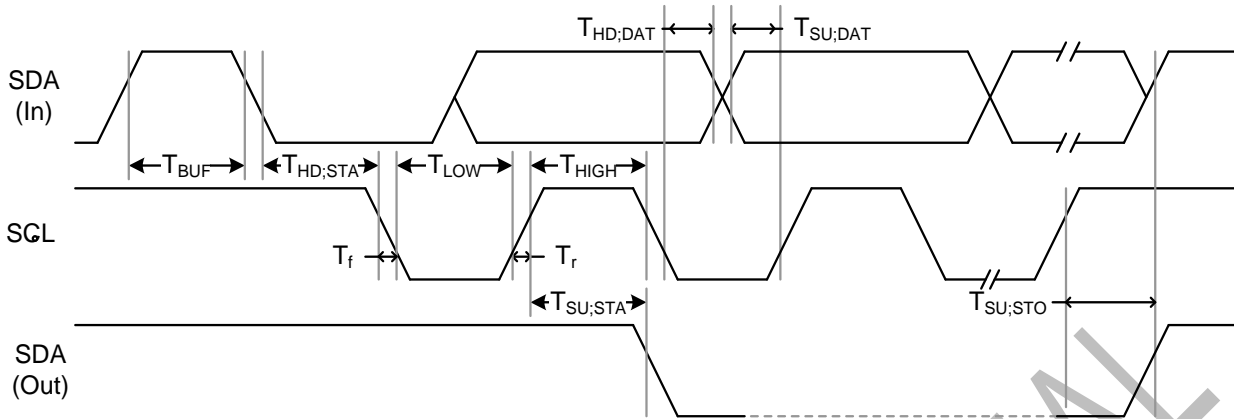 T_HD;DAT T_SU;DAT
SDA
(In)
T_BUF T_HD;STA T_LOW T_HIGH
SCL
T_f T_r
T_SU;STA T_SU;STO
SDA
(Out)